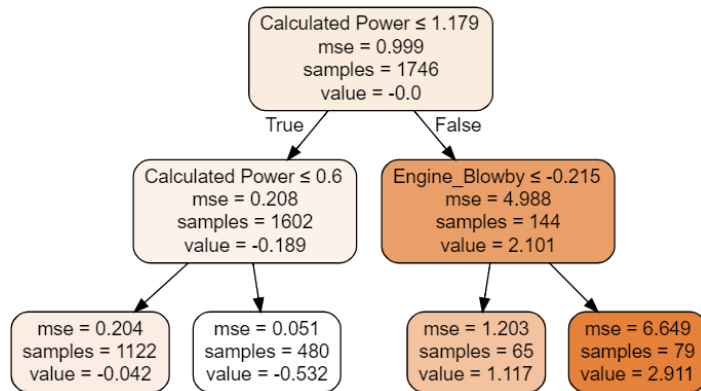 Calculated Power ≤ 1.179
mse = 0.999
samples = 1746
value = -0.0
True
False
Calculated Power ≤ 0.6
mse = 0.208
samples = 1602
value = -0.189
Engine_Blowby ≤ -0.215
mse = 4.988
samples = 144
value = 2.101
mse = 0.204
samples = 1122
value = -0.042
mse = 0.051
samples = 480
value = -0.532
mse = 1.203
samples = 65
value = 1.117
mse = 6.649
samples = 79
value = 2.911